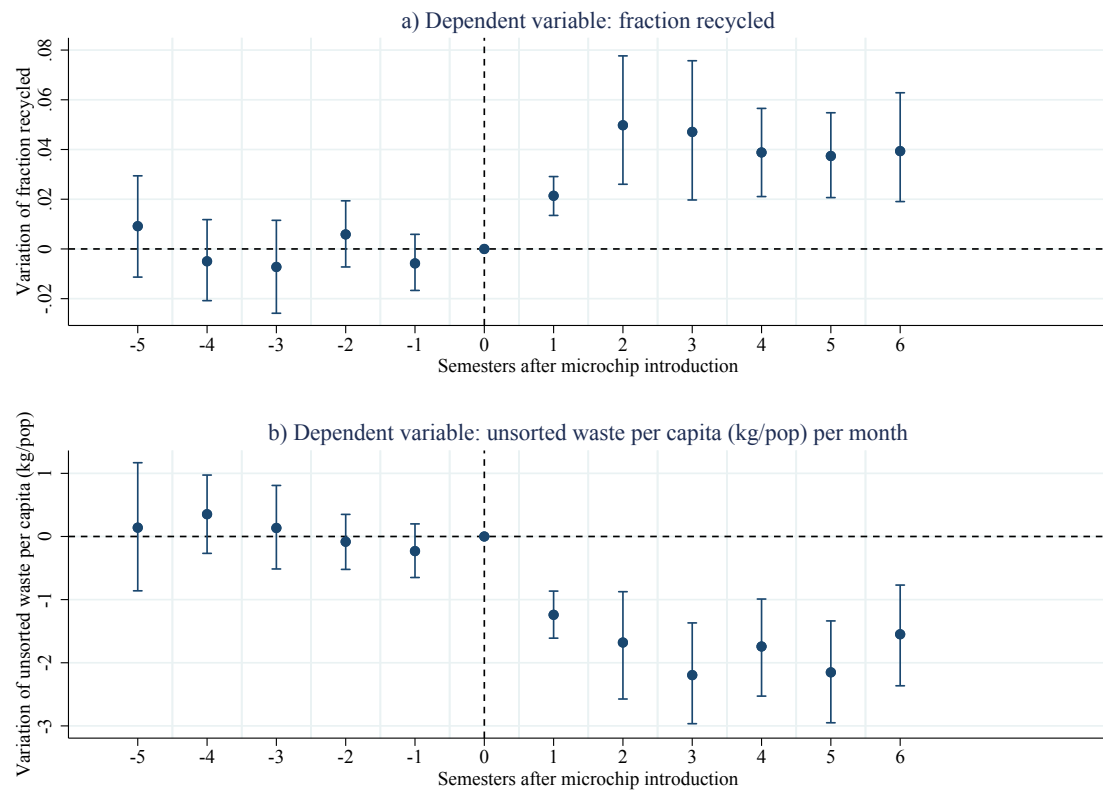 a) Dependent variable: fraction recycled
Variation of fraction recycled
.08
.06
.04
.02
0
-.02
-5 -4 -3 -2 -1 0 1 2 3 4 5 6
Semesters after microchip introduction
b) Dependent variable: unsorted waste per capita (kg/pop) per month
Variation of unsorted waste per capita (kg/pop)
1
0
-1
-2
-3
-5 -4 -3 -2 -1 0 1 2 3 4 5 6
Semesters after microchip introduction